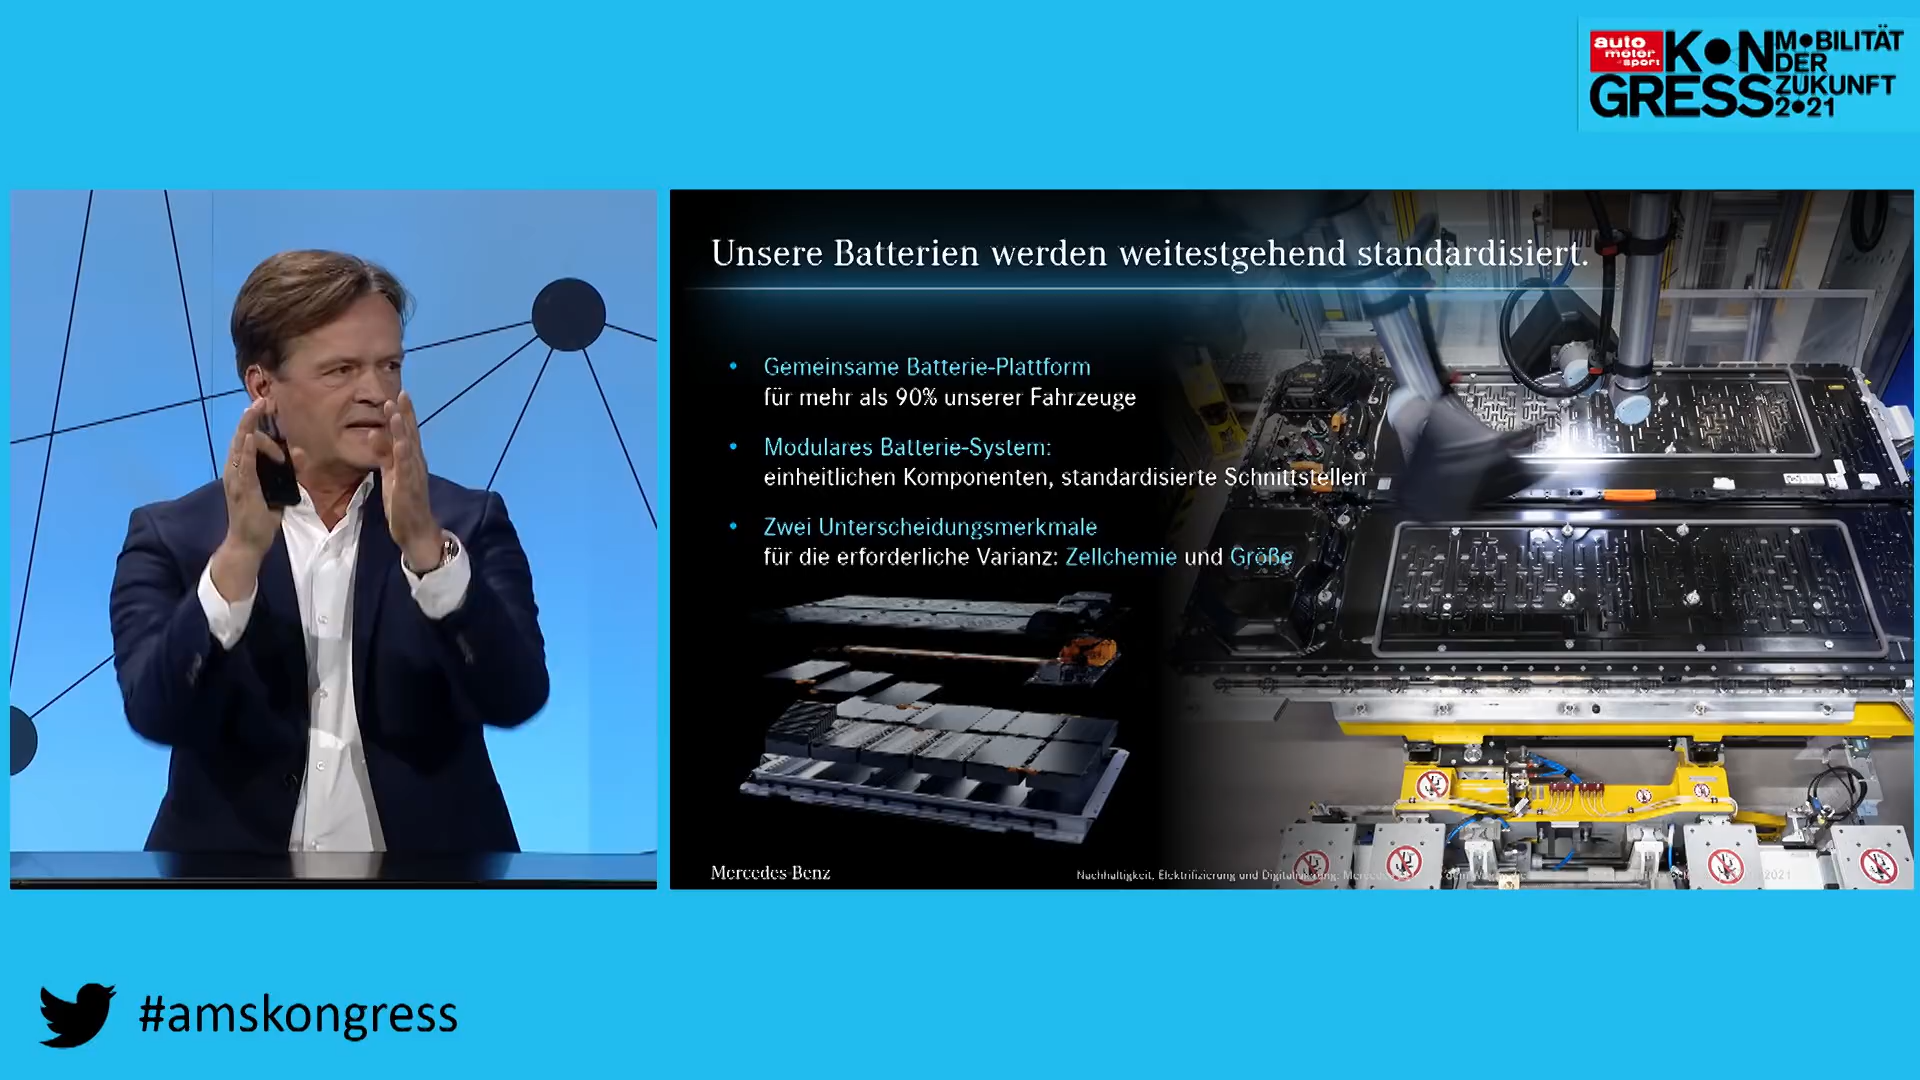 auto
motor
sport
KONGRESS
MOBILITÄT
DER
ZUKUNFT
2021
Unsere Batterien werden weitestgehend standardisiert.
• Gemeinsame Batterie-Plattform
für mehr als 90% unserer Fahrzeuge
• Modulares Batterie-System:
einheitlichen Komponenten, standardisierte Schnittstellen
• Zwei Unterscheidungsmerkmale
für die erforderliche Varianz: Zellchemie und Größe
Mercedes-Benz
Nachhaltigkeit, Elektrifizierung und Digitalisierung: 2021
#amskongress